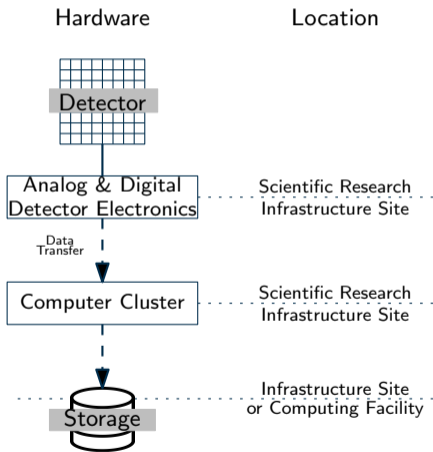 Hardware
Location
Detector
Analog & Digital
Detector Electronics
Scientific Research
Infrastructure Site
Data
Transfer
Computer Cluster
Scientific Research
Infrastructure Site
Infrastructure Site
or Computing Facility
Storage